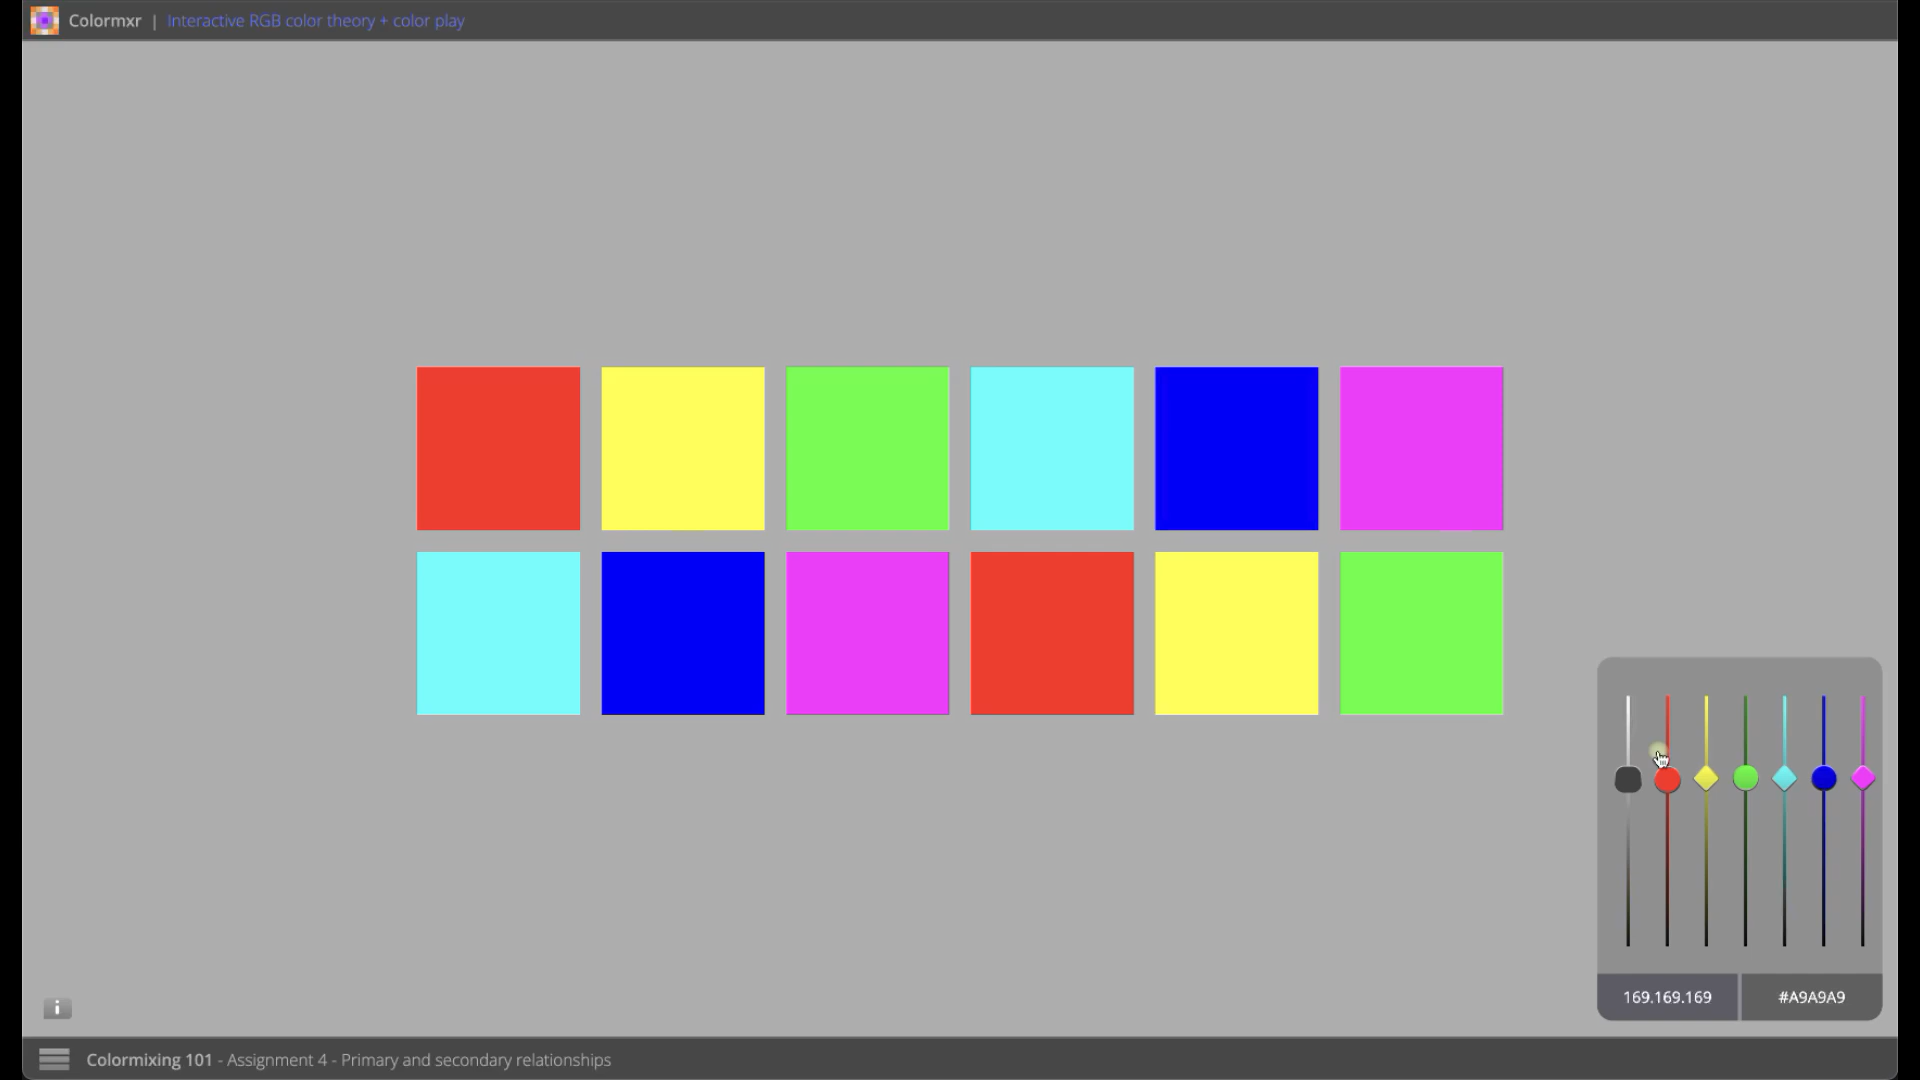 Colormxr | Interactive RGB color theory + color play
169.169.169 #A9A9A9
i
Colormixing 101 - Assignment 4 - Primary and secondary relationships